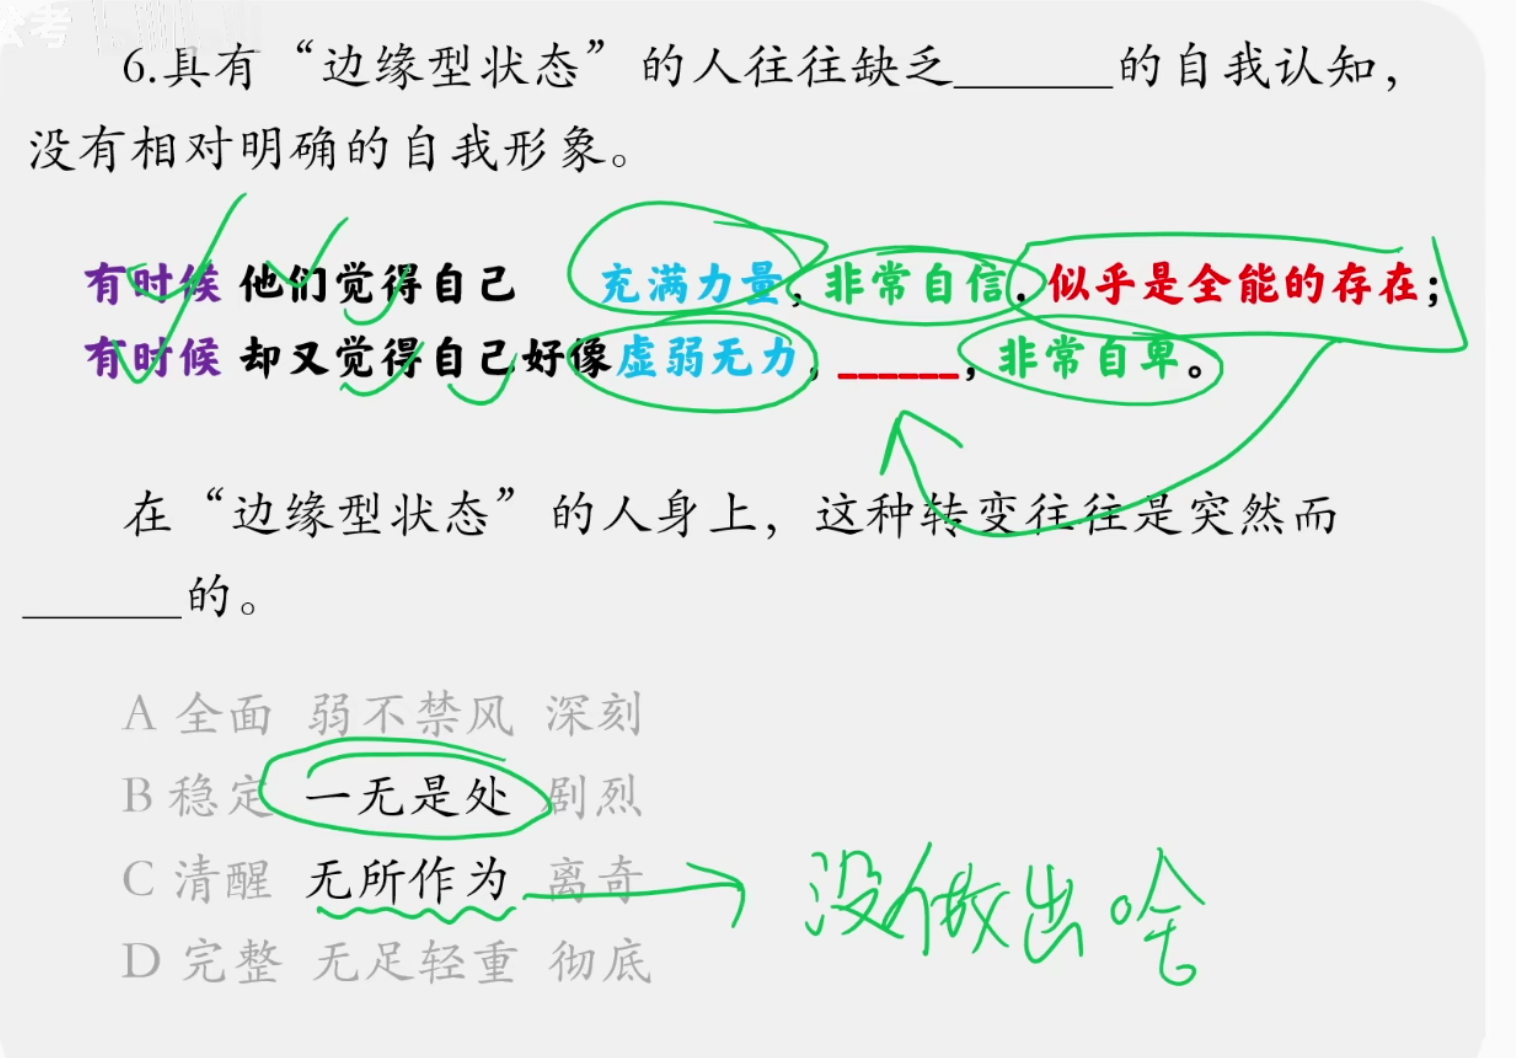 6.具有“边缘型状态”的人往往缺乏______的自我认知，
没有相对明确的自我形象。
有时候 他们觉得自己 充满力量，非常自信，似乎是全能的存在；
有时候 却又觉得自己好像虚弱无力，______，非常自卑。
在“边缘型状态”的人身上，这种转变往往是突然而
______的。
A 全面 弱不禁风 深刻
B 稳定 一无是处 剧烈
C 清醒 无所作为 离奇
没做出啥
D 完整 无足轻重 彻底